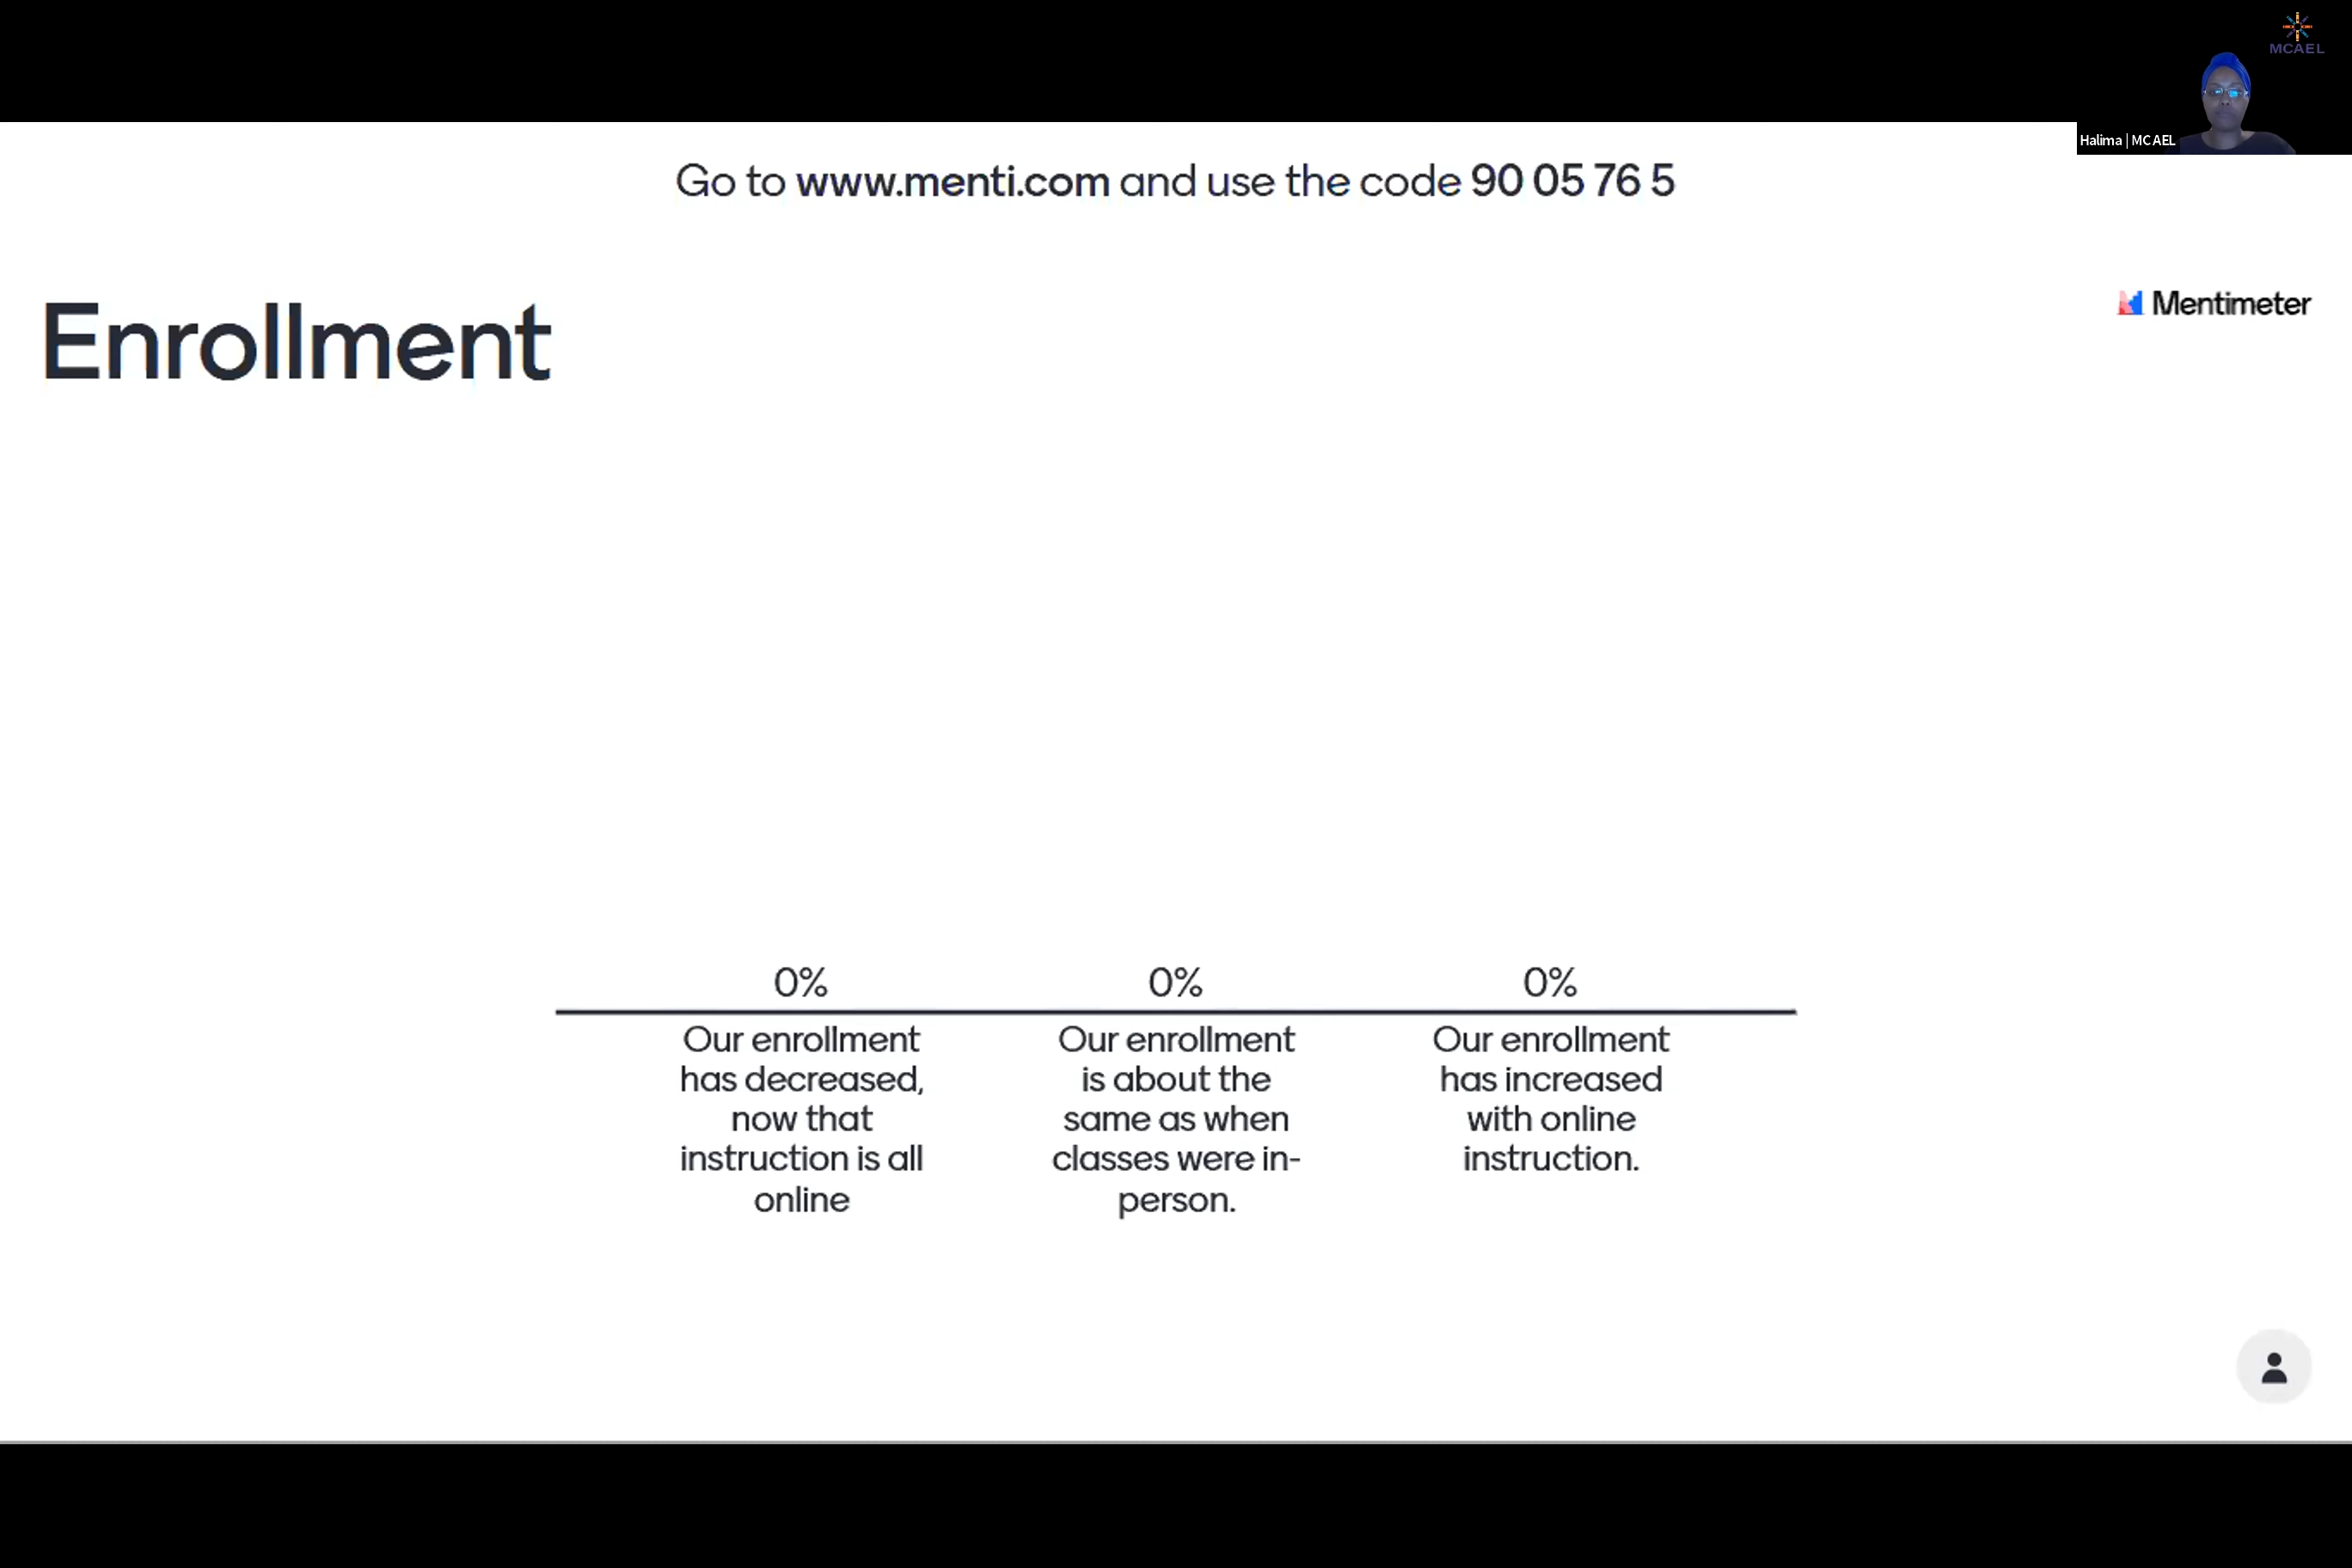 MCAEL
Halima | MCAEL
Go to www.menti.com and use the code 90 05 76 5
Enrollment
Mentimeter
0%
0%
0%
Our enrollment
has decreased,
now that
instruction is all
online
Our enrollment
is about the
same as when
classes were in-
person.
Our enrollment
has increased
with online
instruction.